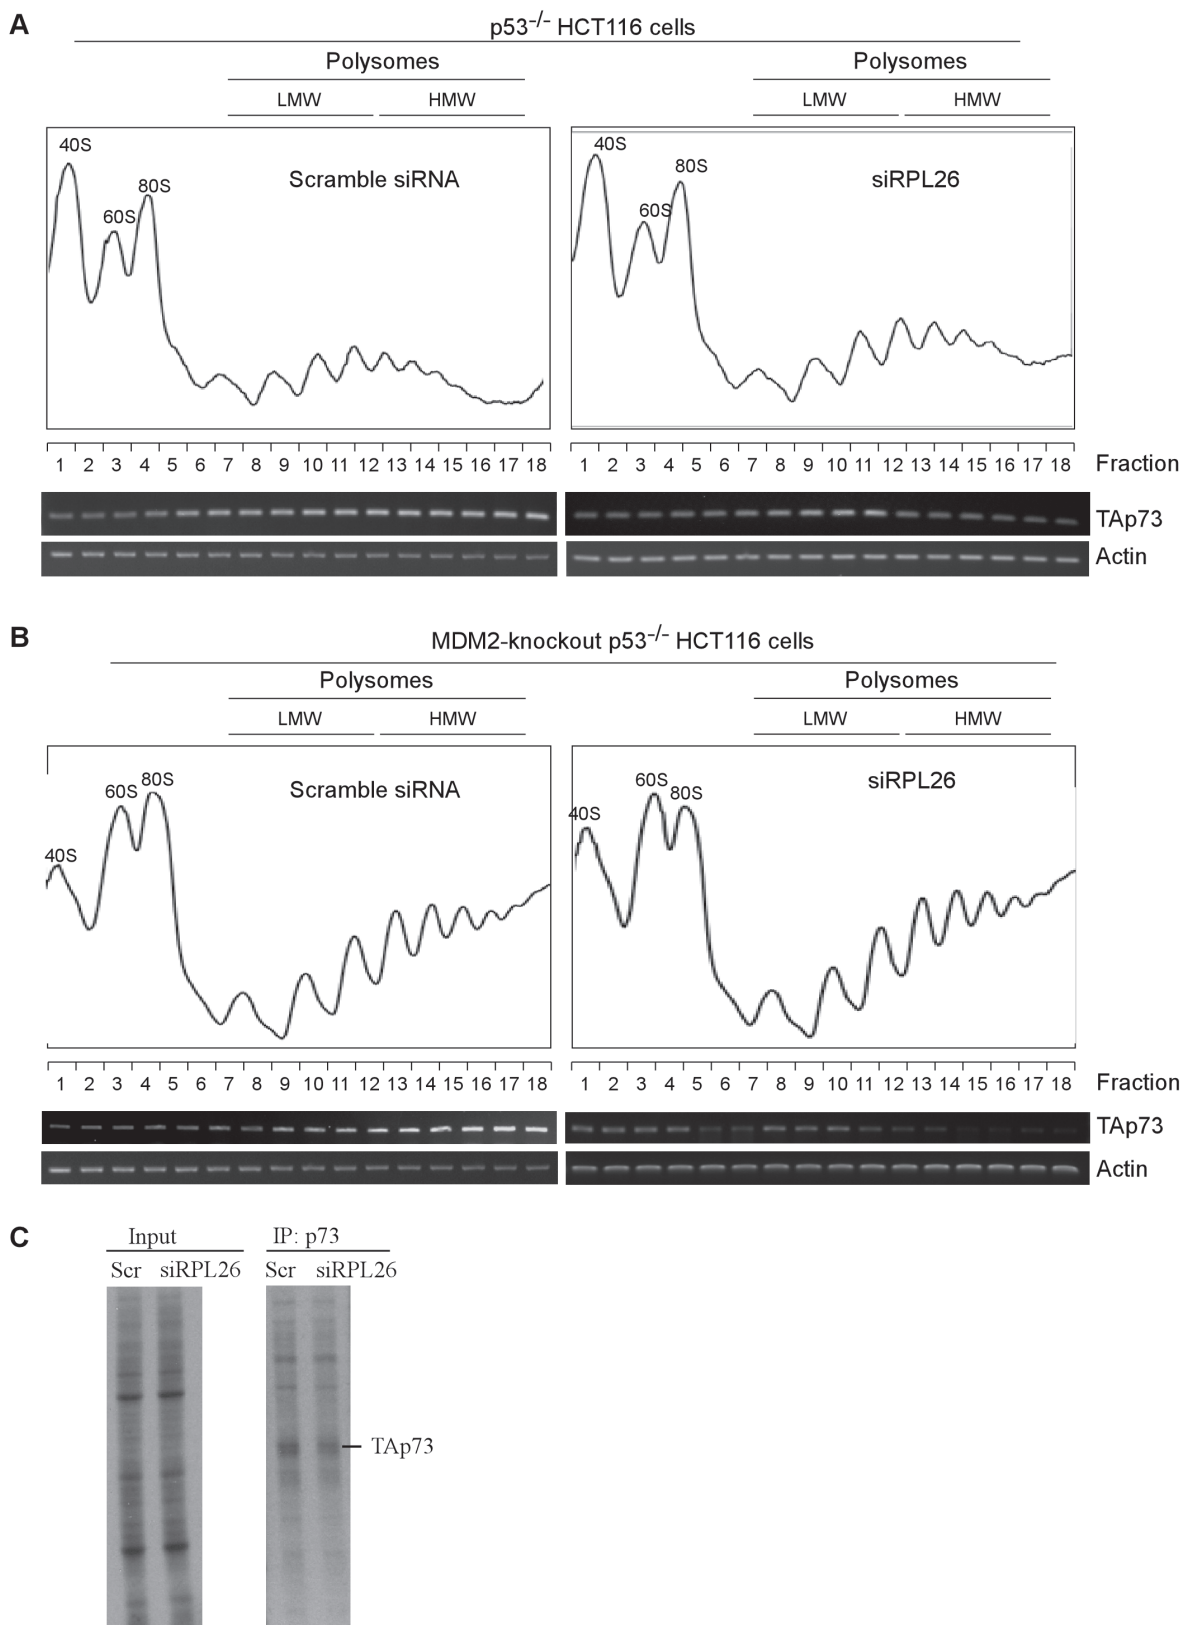 A
p53-/- HCT116 cells
Polysomes Polysomes
LMW HMW LMW HMW
40S 60S 80S Scramble siRNA 40S 60S 80S siRPL26
1 2 3 4 5 6 7 8 9 10 11 12 13 14 15 16 17 18 1 2 3 4 5 6 7 8 9 10 11 12 13 14 15 16 17 18 Fraction
TAp73
Actin
B
MDM2-knockout p53-/- HCT116 cells
Polysomes Polysomes
LMW HMW LMW HMW
40S 60S 80S Scramble siRNA 40S 60S 80S siRPL26
1 2 3 4 5 6 7 8 9 10 11 12 13 14 15 16 17 18 1 2 3 4 5 6 7 8 9 10 11 12 13 14 15 16 17 18 Fraction
TAp73
Actin
C
Input IP: p73
Scr siRPL26 Scr siRPL26
TAp73